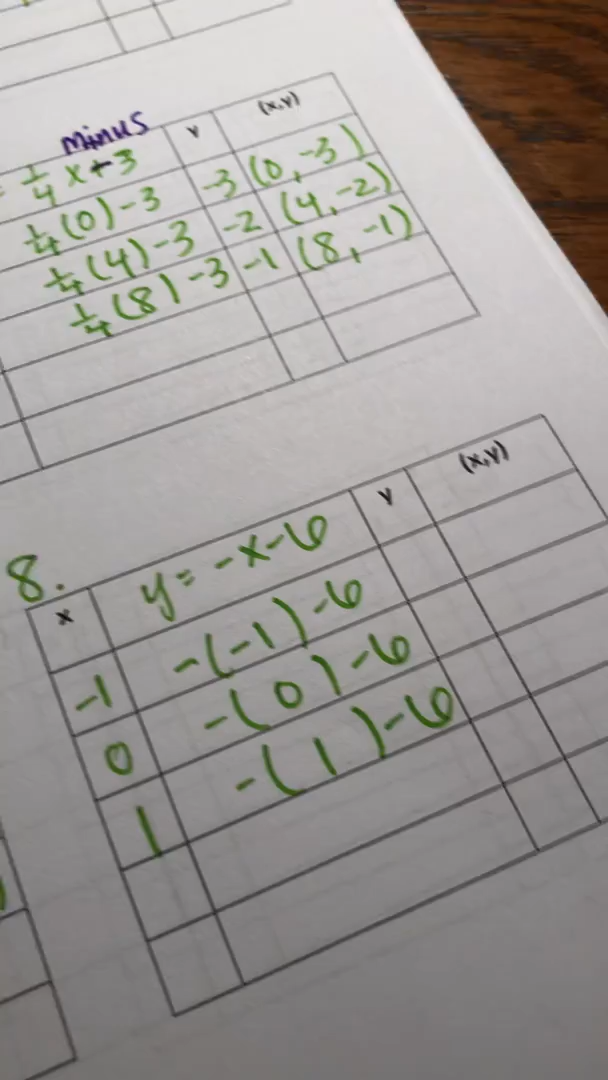 minus
= 1/4 x + 3 y (x,y)
1/4 (0) - 3 -3 (0, -3)
1/4 (4) - 3 -2 (4, -2)
1/4 (8) - 3 -1 (8, -1)
8.
x y = -x - 6 y (x,y)
-1 -(-1) - 6
0 -(0) - 6
1 -(1) - 6